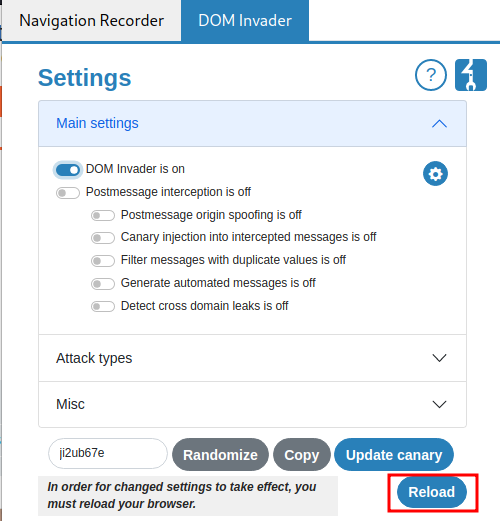 Navigation Recorder
DOM Invader
Settings
?
Main settings
DOM Invader is on
Postmessage interception is off
Postmessage origin spoofing is off
Canary injection into intercepted messages is off
Filter messages with duplicate values is off
Generate automated messages is off
Detect cross domain leaks is off
Attack types
Misc
ji2ub67e
Randomize
Copy
Update canary
In order for changed settings to take effect, you
must reload your browser.
Reload